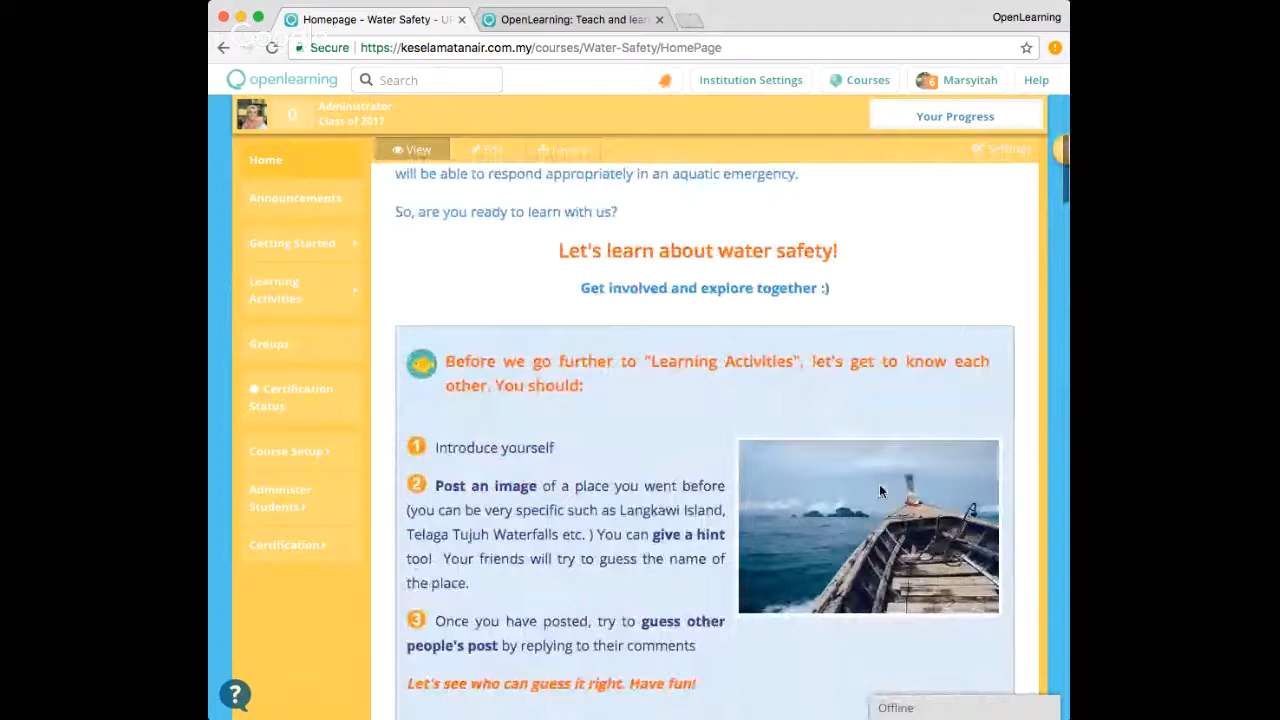 Homepage - Water Safety - U
OpenLearning: Teach and lear
OpenLearning
Secure
https://keselamatanair.com.my/courses/Water-Safety/HomePage
openlearning
Search
Institution Settings
Courses
6
Marsyitah
Help
0
Administrator
Class of 2017
Your Progress
Home
Announcements
Getting Started
Learning
Activities
Groups
Certification
Status
Course Setup
Administer
Students
Certification
View
Edit
Settings
will be able to respond appropriately in an aquatic emergency.
So, are you ready to learn with us?
Let's learn about water safety!
Get involved and explore together :)
Before we go further to "Learning Activities", let's get to know each
other. You should:
1 Introduce yourself
2 Post an image of a place you went before
(you can be very specific such as Langkawi Island,
Telaga Tujuh Waterfalls etc. ) You can give a hint
too! Your friends will try to guess the name of
the place.
3 Once you have posted, try to guess other
people's post by replying to their comments
Let's see who can guess it right. Have fun!
?
Offline